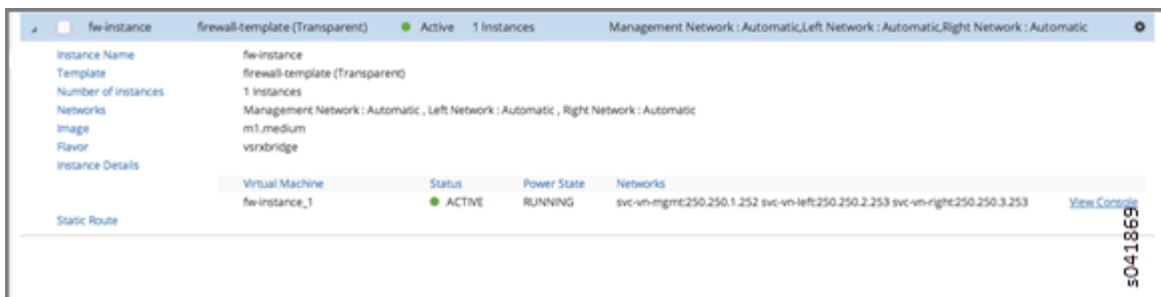 fw-instance firewall-template (Transparent) Active 1 Instances Management Network : Automatic,Left Network : Automatic,Right Network : Automatic
Instance Name fw-instance
Template firewall-template (Transparent)
Number of instances 1 Instances
Networks Management Network : Automatic , Left Network : Automatic , Right Network : Automatic
Image m1.medium
Flavor vsrxbridge
Instance Details
Virtual Machine Status Power State Networks
fw-instance_1 ACTIVE RUNNING svc-vn-mgmt:250.250.1.252 svc-vn-left:250.250.2.253 svc-vn-right:250.250.3.253 View Console
Static Route
s041869